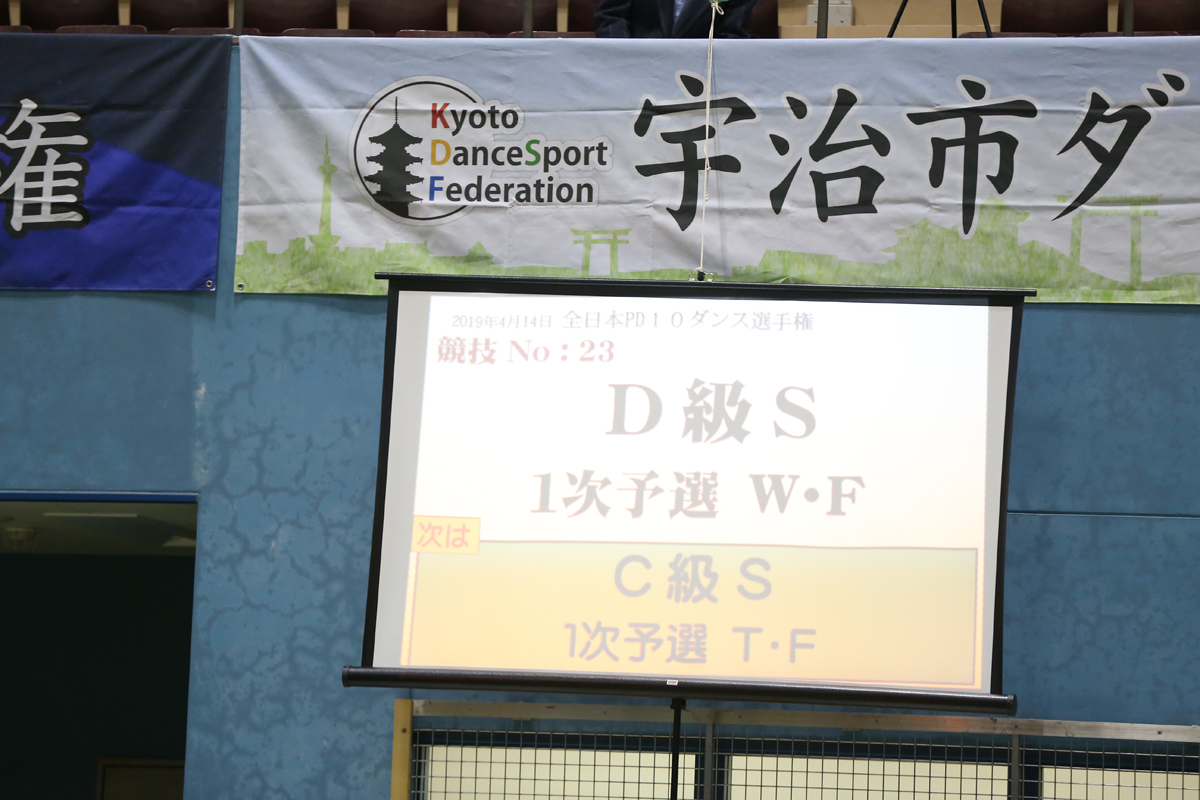 権
Kyoto
DanceSport
Federation
宇治市ダ
2019年4月14日 全日本PD１０ダンス選手権
競技 No：23
D級S
1次予選 W・F
次は
C級S
1次予選 T・F